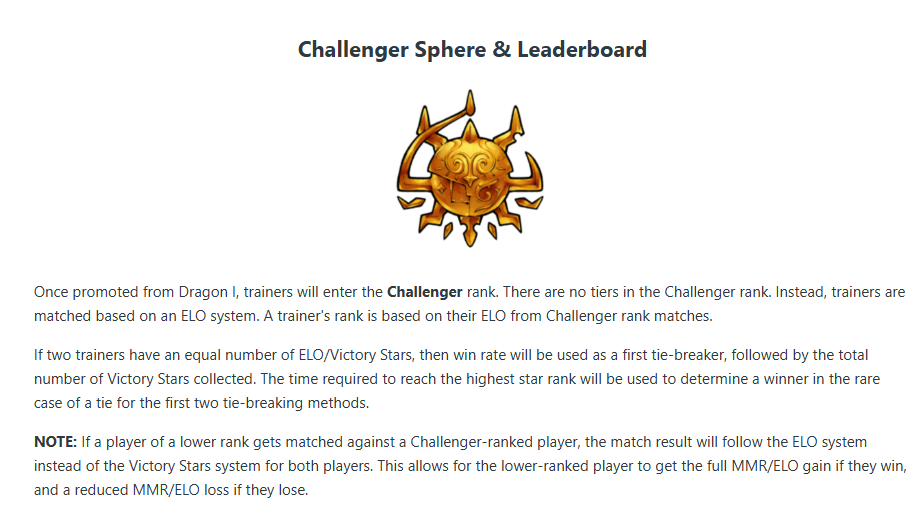 Challenger Sphere & Leaderboard
Once promoted from Dragon I, trainers will enter the Challenger rank. There are no tiers in the Challenger rank. Instead, trainers are
matched based on an ELO system. A trainer's rank is based on their ELO from Challenger rank matches.
If two trainers have an equal number of ELO/Victory Stars, then win rate will be used as a first tie-breaker, followed by the total
number of Victory Stars collected. The time required to reach the highest star rank will be used to determine a winner in the rare
case of a tie for the first two tie-breaking methods.
NOTE: If a player of a lower rank gets matched against a Challenger-ranked player, the match result will follow the ELO system
instead of the Victory Stars system for both players. This allows for the lower-ranked player to get the full MMR/ELO gain if they win,
and a reduced MMR/ELO loss if they lose.